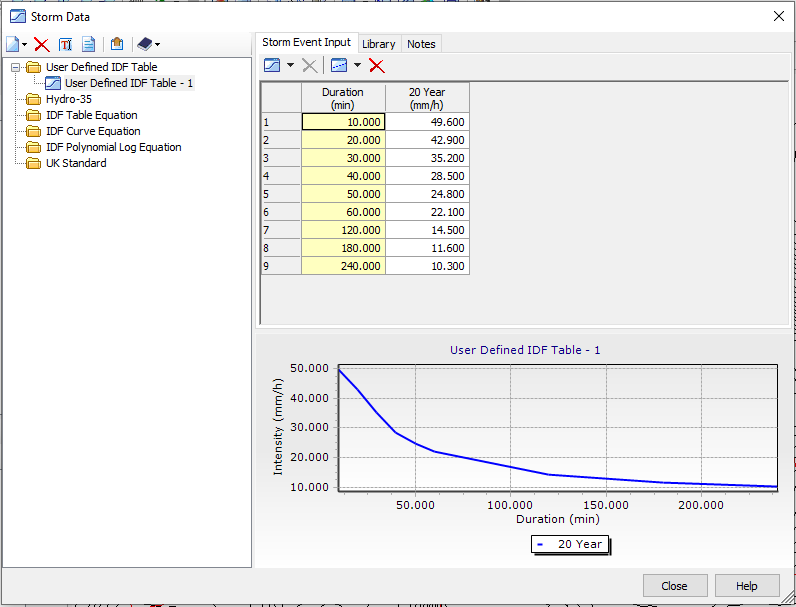 Storm Data
User Defined IDF Table
User Defined IDF Table - 1
Hydro-35
IDF Table Equation
IDF Curve Equation
IDF Polynomial Log Equation
UK Standard
Storm Event Input Library Notes
Duration (min) 20 Year (mm/h)
1 10.000 49.600
2 20.000 42.900
3 30.000 35.200
4 40.000 28.500
5 50.000 24.800
6 60.000 22.100
7 120.000 14.500
8 180.000 11.600
9 240.000 10.300
User Defined IDF Table - 1
Intensity (mm/h)
50.000
40.000
30.000
20.000
10.000
50.000 100.000 150.000 200.000
Duration (min)
20 Year
Close Help